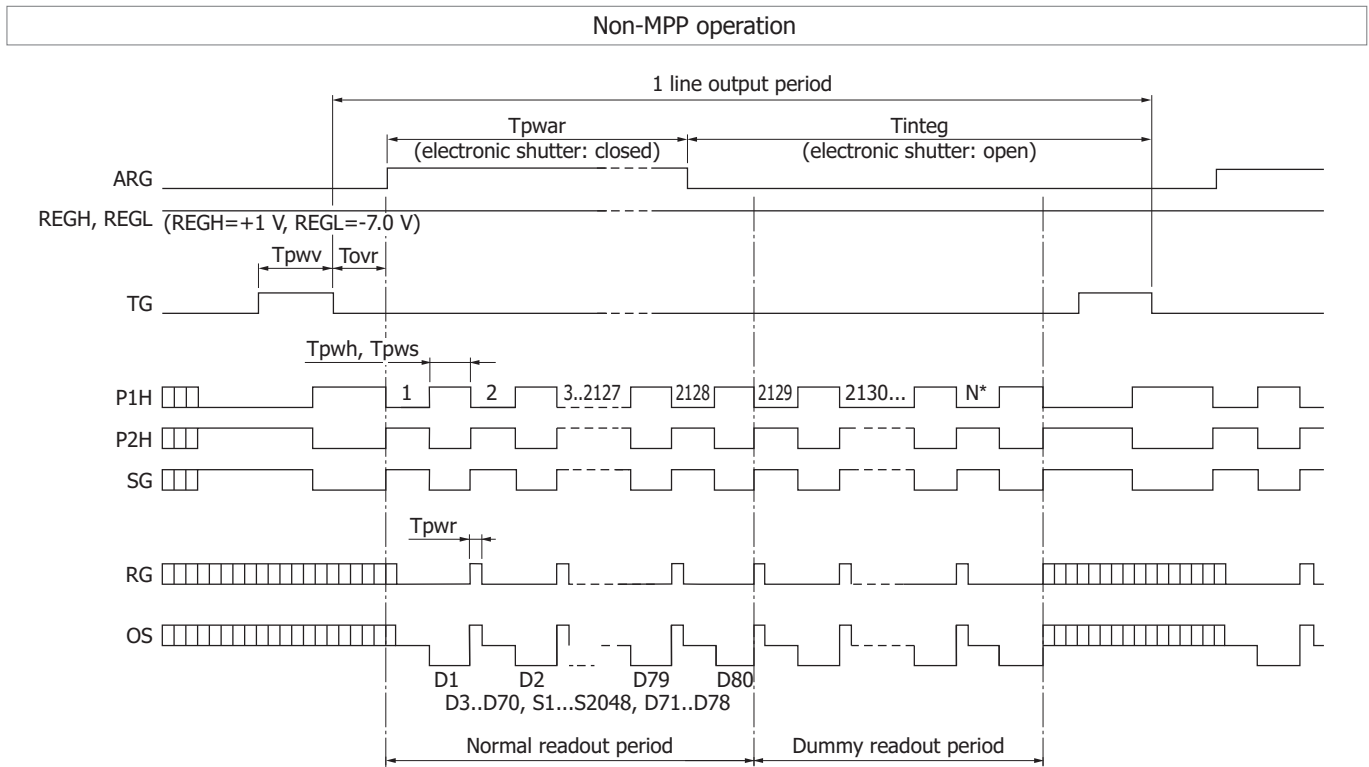 Non-MPP operation
1 line output period
Tpwar
(electronic shutter: closed)
Tinteg
(electronic shutter: open)
ARG
REGH, REGL (REGH=+1 V, REGL=-7.0 V)
Tpwv
Tovr
TG
Tpwh, Tpws
P1H 1 2 3..2127 2128 2129 2130... N*
P2H
SG
Tpwr
RG
OS
D1 D2 D79 D80
D3..D70, S1...S2048, D71..D78
Normal readout period
Dummy readout period